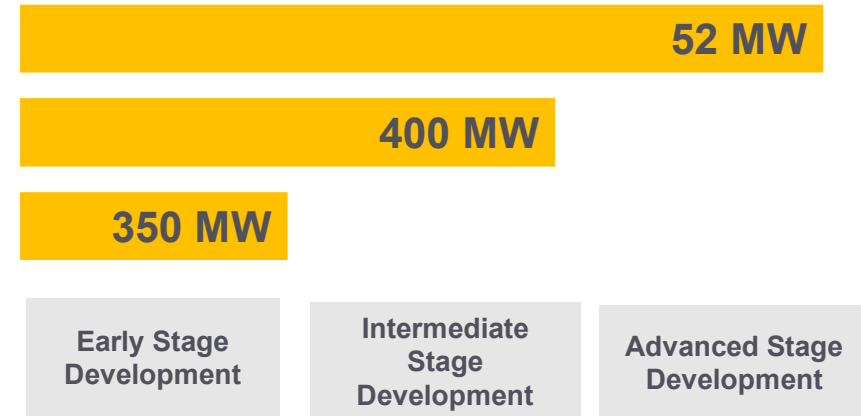 52 MW
400 MW
350 MW
Early Stage
Development
Intermediate
Stage
Development
Advanced Stage
Development